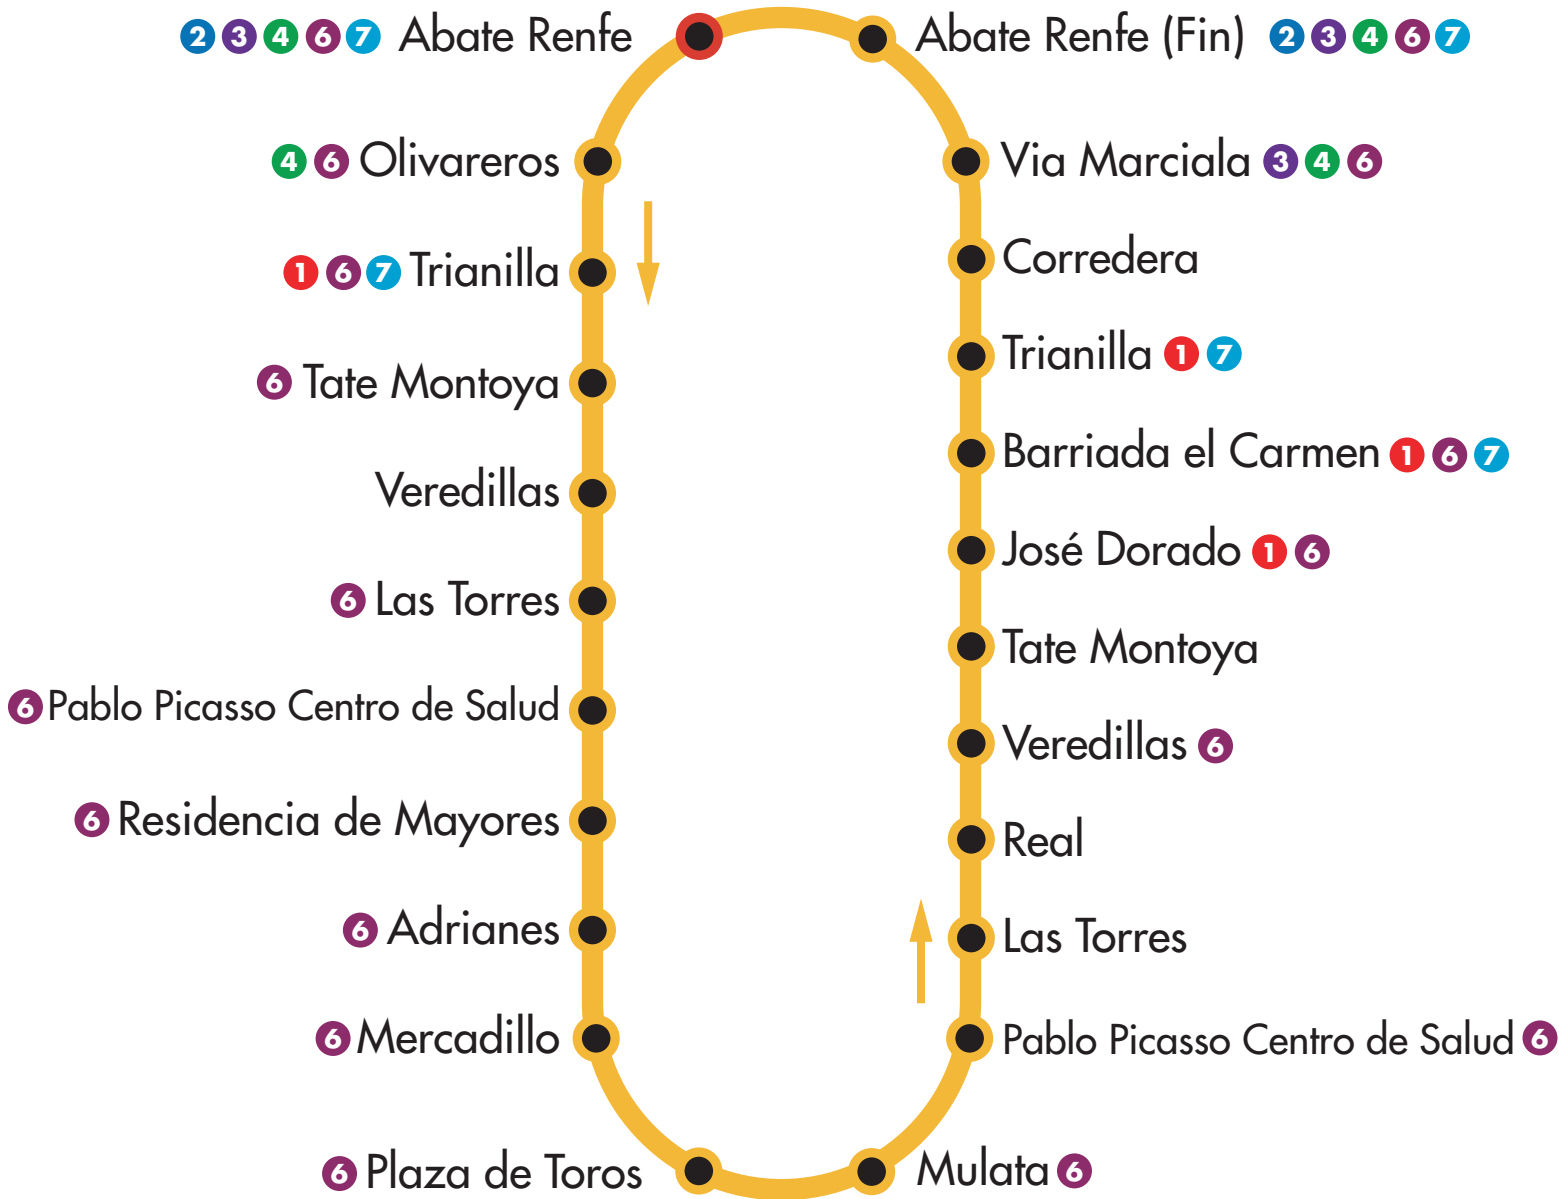 2 3 4 6 7 Abate Renfe
4 6 Olivareros
1 6 7 Trianilla
6 Tate Montoya
Veredillas
6 Las Torres
6 Pablo Picasso Centro de Salud
6 Residencia de Mayores
6 Adrianes
6 Mercadillo
6 Plaza de Toros
Abate Renfe (Fin) 2 3 4 6 7
Via Marciala 3 4 6
Corredera
Trianilla 1 7
Barriada el Carmen 1 6 7
José Dorado 1 6
Tate Montoya
Veredillas 6
Real
Las Torres
Pablo Picasso Centro de Salud 6
Mulata 6